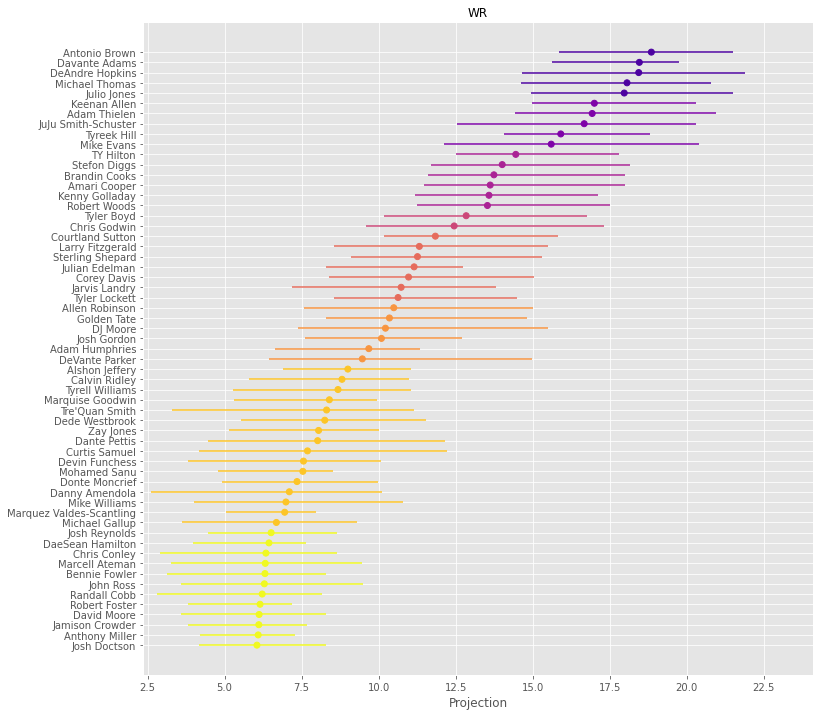 WR
Antonio Brown
Davante Adams
DeAndre Hopkins
Michael Thomas
Julio Jones
Keenan Allen
Adam Thielen
JuJu Smith-Schuster
Tyreek Hill
Mike Evans
TY Hilton
Stefon Diggs
Brandin Cooks
Amari Cooper
Kenny Golladay
Robert Woods
Tyler Boyd
Chris Godwin
Courtland Sutton
Larry Fitzgerald
Sterling Shepard
Julian Edelman
Corey Davis
Jarvis Landry
Tyler Lockett
Allen Robinson
Golden Tate
DJ Moore
Josh Gordon
Adam Humphries
DeVante Parker
Alshon Jeffery
Calvin Ridley
Tyrell Williams
Marquise Goodwin
Tre'Quan Smith
Dede Westbrook
Zay Jones
Dante Pettis
Curtis Samuel
Devin Funchess
Mohamed Sanu
Donte Moncrief
Danny Amendola
Mike Williams
Marquez Valdes-Scantling
Michael Gallup
Josh Reynolds
DaeSean Hamilton
Chris Conley
Marcell Ateman
Bennie Fowler
John Ross
Randall Cobb
Robert Foster
David Moore
Jamison Crowder
Anthony Miller
Josh Doctson
2.5 5.0 7.5 10.0 12.5 15.0 17.5 20.0 22.5
Projection